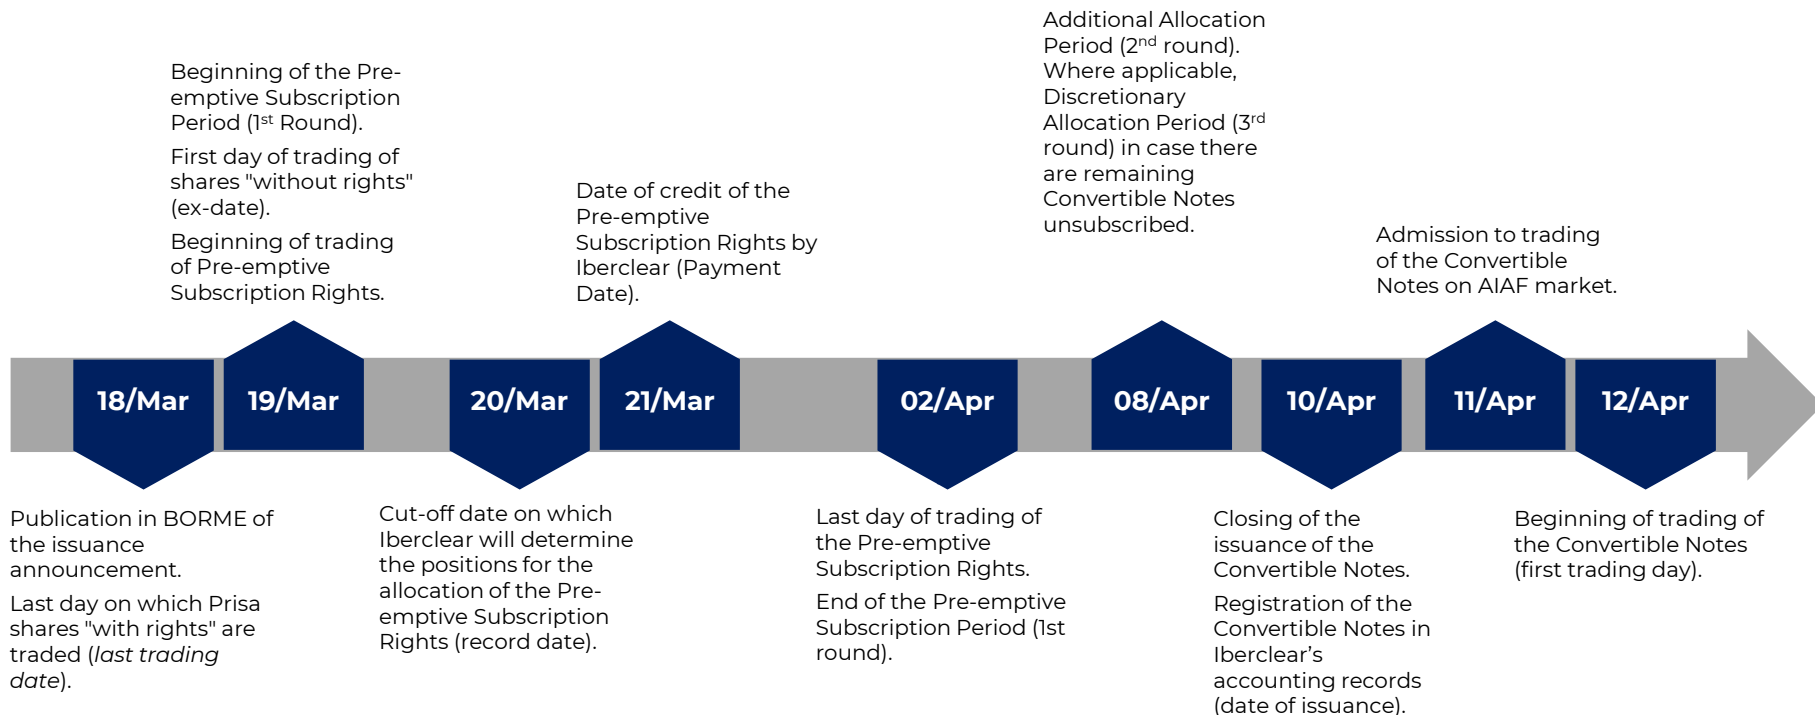 Beginning of the Pre-
emptive Subscription
Period (1st Round).
First day of trading of
shares "without rights"
(ex-date).
Beginning of trading
of Pre-emptive
Subscription Rights.
Date of credit of the
Pre-emptive
Subscription Rights by
Iberclear (Payment
Date).
Additional Allocation
Period (2nd round).
Where applicable,
Discretionary
Allocation Period (3rd
round) in case there
are remaining
Convertible Notes
unsubscribed.
Admission to trading
of the Convertible
Notes on AIAF market.
18/Mar
19/Mar
20/Mar
21/Mar
02/Apr
08/Apr
10/Apr
11/Apr
12/Apr
Publication in BORME of
the issuance
announcement.
Last day on which Prisa
shares "with rights" are
traded (last trading
date).
Cut-off date on which
Iberclear will determine
the positions for the
allocation of the Pre-
emptive Subscription
Rights (record date).
Last day of trading of
the Pre-emptive
Subscription Rights.
End of the Pre-emptive
Subscription Period (1st
round).
Closing of the
issuance of the
Convertible Notes.
Registration of the
Convertible Notes in
Iberclear’s
accounting records
(date of issuance).
Beginning of trading of
the Convertible Notes
(first trading day).